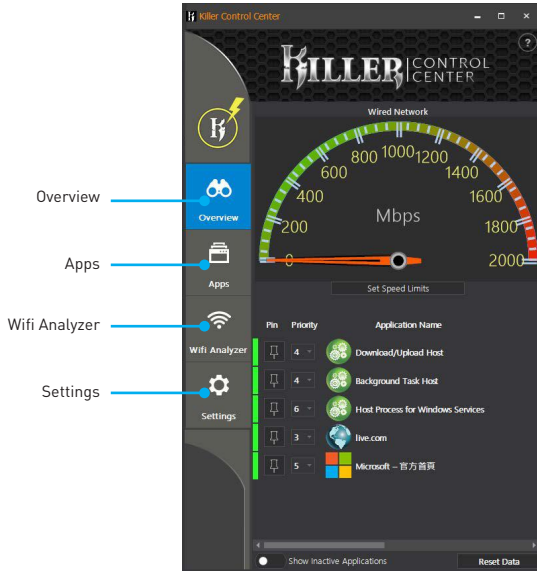 Killer Control Center
KILLER CONTROL CENTER
?
Wired Network
0 200 400 600 800 1000 1200 1400 1600 1800 2000
Mbps
Set Speed Limits
Overview
Overview
Apps
Apps
Wifi Analyzer
Wifi Analyzer
Settings
Settings
Pin Priority Application Name
4 Download/Upload Host
4 Background Task Host
6 Host Process for Windows Services
3 live.com
5 Microsoft – 官方首頁
Show Inactive Applications
Reset Data